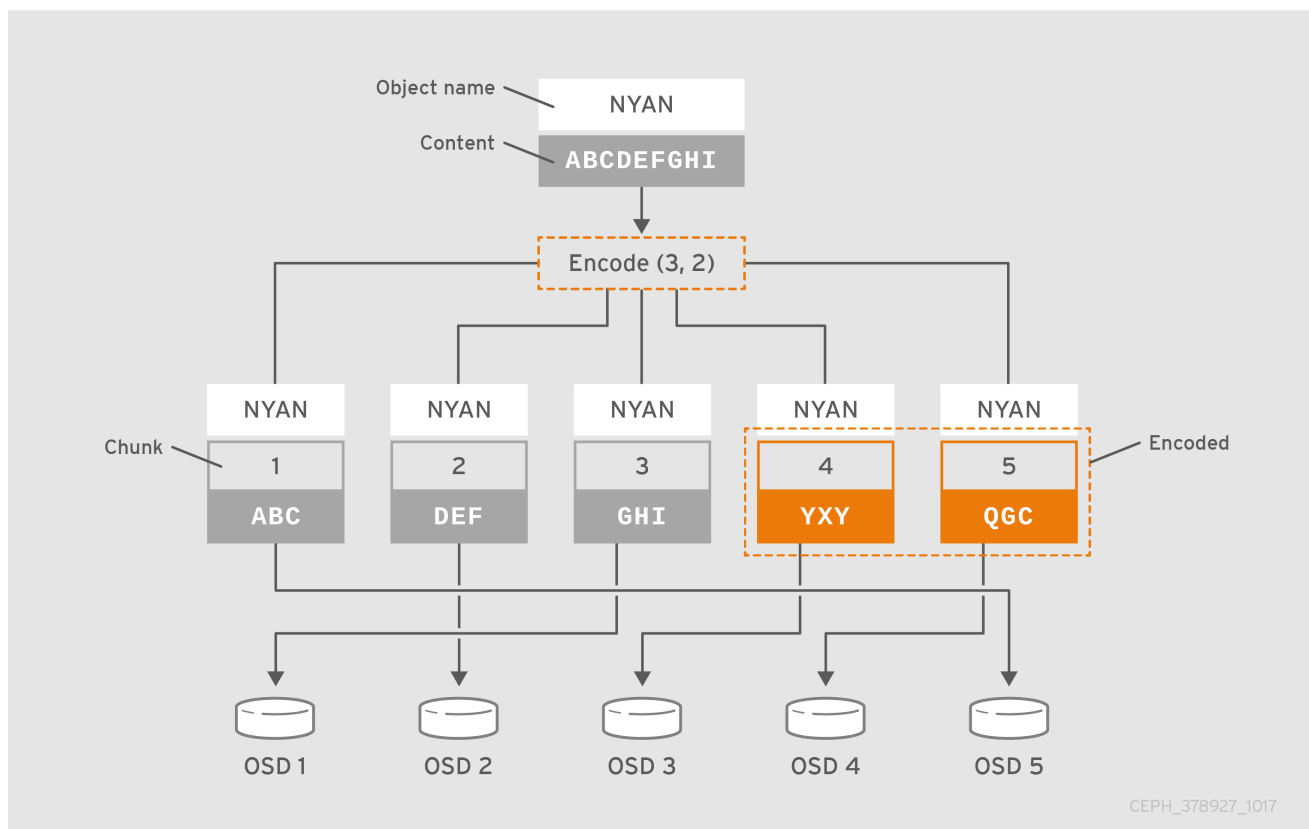 Object name
NYAN
Content
ABCDEFGHI
Encode (3, 2)
NYAN NYAN NYAN NYAN NYAN
Chunk
1 2 3 4 5
Encoded
ABC DEF GHI YXY QGC
OSD 1 OSD 2 OSD 3 OSD 4 OSD 5
CEPH_378927_1017